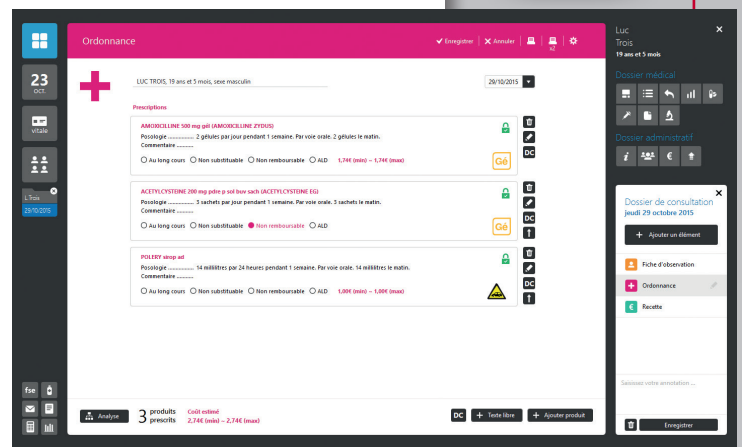 23
oct.
vitale
L.Trois
29/10/2015
fse
Ordonnance
Enregistrer
Annuler
x2
LUC TROIS, 19 ans et 5 mois, sexe masculin
29/10/2015
Prescriptions
AMOXICILLINE 500 mg gél (AMOXICILLINE ZYDUS)
Posologie ................ 2 gélules par jour pendant 1 semaine. Par voie orale. 2 gélules le matin.
Commentaire ..........
Au long cours Non substituable Non remboursable ALD 1,74€ (min) – 1,74€ (max)
Gé
DC
ACETYLCYSTEINE 200 mg pdre p sol buv sach (ACETYLCYSTEINE EG)
Posologie ................ 3 sachets par jour pendant 1 semaine. Par voie orale. 3 sachets le matin.
Commentaire ..........
Au long cours Non substituable Non remboursable ALD
Gé
DC
POLERY sirop ad
Posologie ................ 14 millilitres par 24 heures pendant 1 semaine. Par voie orale. 14 millilitres le matin.
Commentaire ..........
Au long cours Non substituable Non remboursable ALD 1,00€ (min) – 1,00€ (max)
DC
Analyse
3 produits prescrits
Coût estimé
2,74€ (min) – 2,74€ (max)
DC
+ Texte libre
+ Ajouter produit
Luc
Trois
19 ans et 5 mois
Dossier médical
Dossier administratif
Dossier de consultation
jeudi 29 octobre 2015
+ Ajouter un élément
Fiche d'observation
Ordonnance
Recette
Saisissez votre annotation ...
Enregistrer